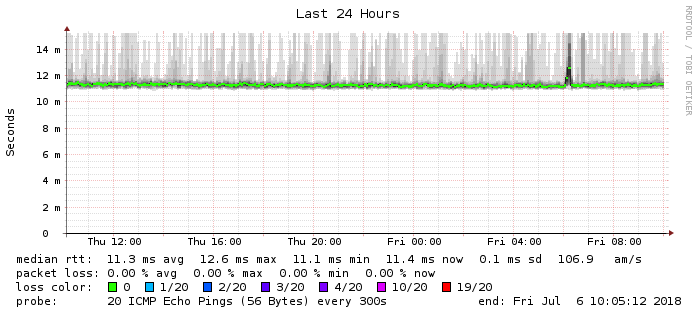 Last 24 Hours
RRDTOOL / TOBI OETIKER
Seconds
14 m
12 m
10 m
8 m
6 m
4 m
2 m
0
Thu 12:00 Thu 16:00 Thu 20:00 Fri 00:00 Fri 04:00 Fri 08:00
median rtt: 11.3 ms avg 12.6 ms max 11.1 ms min 11.4 ms now 0.1 ms sd 106.9 am/s
packet loss: 0.00 % avg 0.00 % max 0.00 % min 0.00 % now
loss color: 0 1/20 2/20 3/20 4/20 10/20 19/20
probe: 20 ICMP Echo Pings (56 Bytes) every 300s end: Fri Jul 6 10:05:12 2018